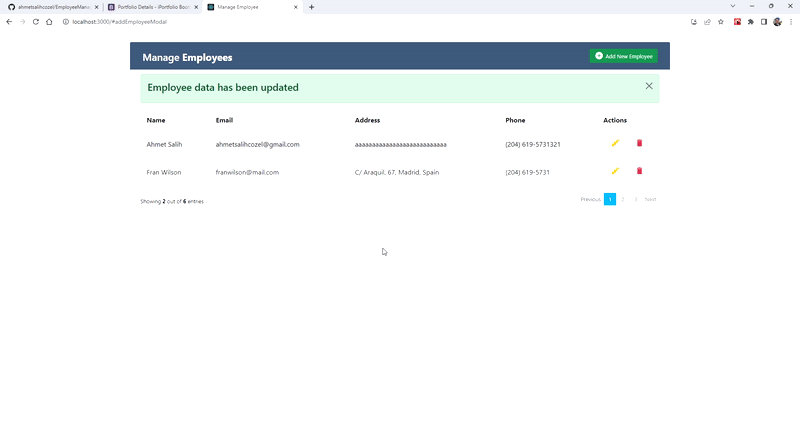 ahmetsalihcozel/EmployeeMana
Portfolio Details - iPortfolio Boot
Manage Employee
localhost:3000/#addEmployeeModal
Manage Employees
Add New Employee
Employee data has been updated
Name Email Address Phone Actions
Ahmet Salih ahmetsalihcozel@gmail.com aaaaaaaaaaaaaaaaaaaaaaaaaaa (204) 619-5731321
Fran Wilson franwilson@mail.com C/ Araquil, 67, Madrid, Spain (204) 619-5731
Showing 2 out of 6 entries
Previous 1 2 3 Next